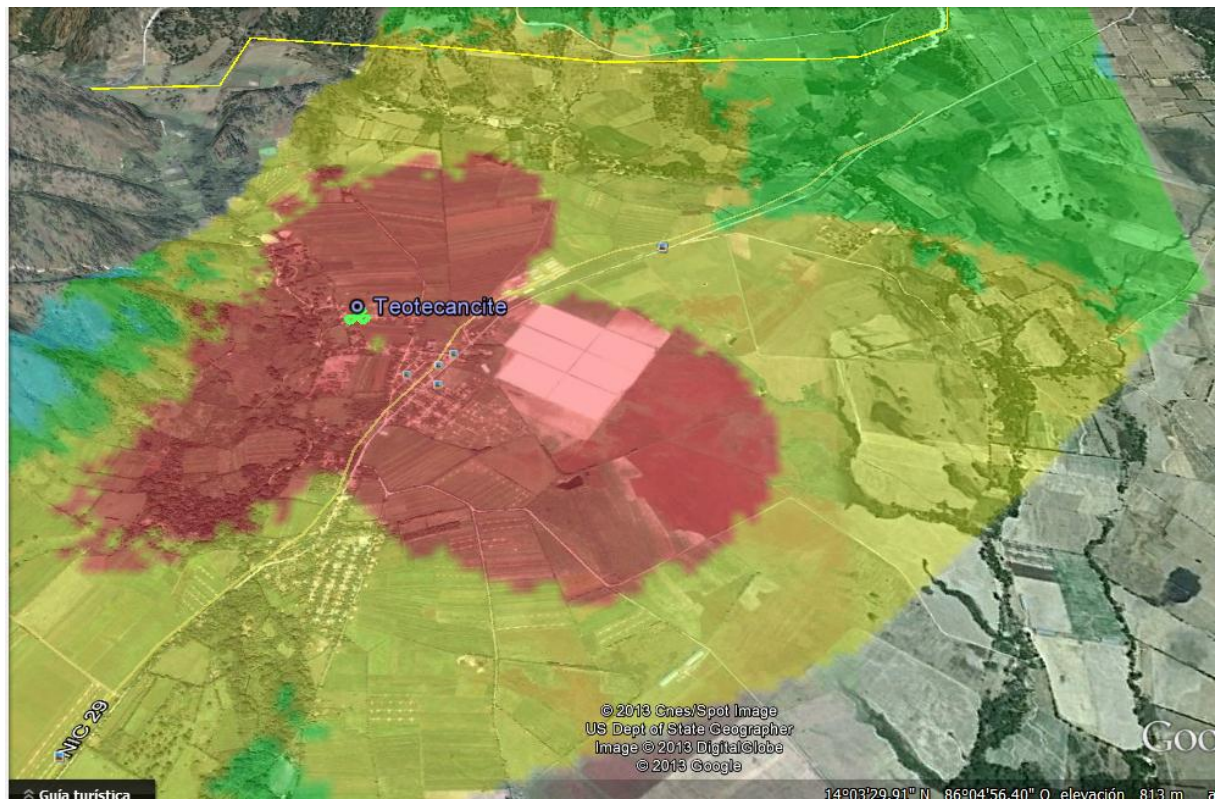 Teotecancite
NIC 29
© 2013 Cnes/Spot Image
US Dept of State Geographer
Image © 2013 DigitalGlobe
© 2013 Google
Goo
Guía turística
14°03'29.91" N 86°04'56.40" O elevación 813 m a